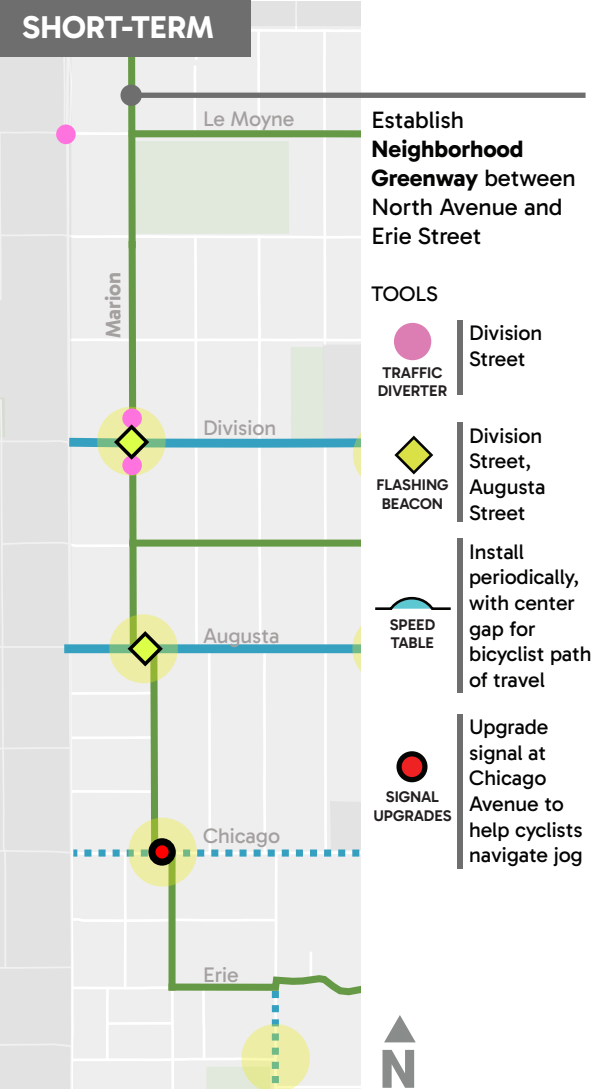 SHORT-TERM
Le Moyne
Marion
Division
Augusta
Chicago
Erie
Establish
Neighborhood
Greenway between
North Avenue and
Erie Street
TOOLS
TRAFFIC
DIVERTER
Division
Street
FLASHING
BEACON
Division
Street,
Augusta
Street
SPEED
TABLE
Install
periodically,
with center
gap for
bicyclist path
of travel
SIGNAL
UPGRADES
Upgrade
signal at
Chicago
Avenue to
help cyclists
navigate jog
N